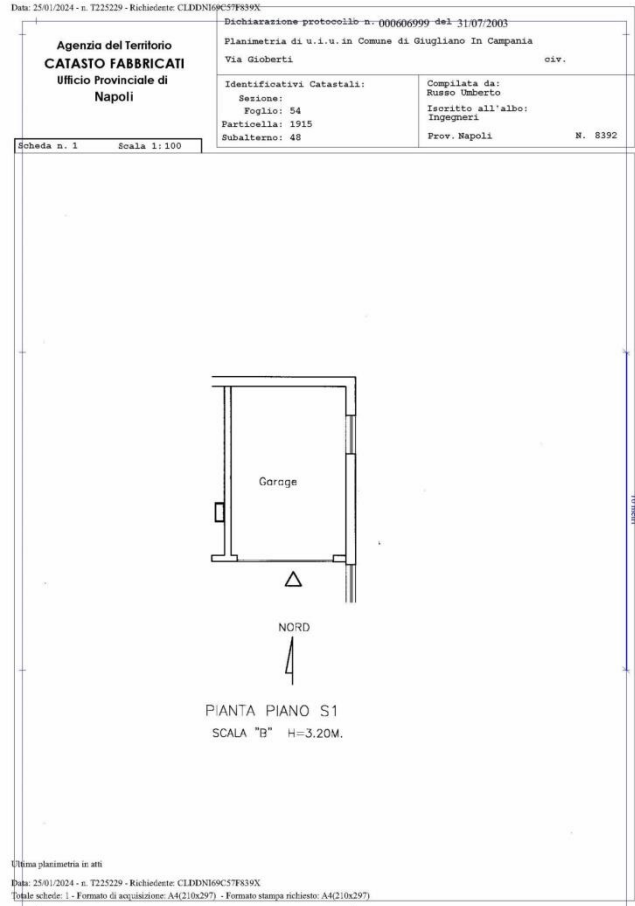 Data: 25/01/2024 - n. T225229 - Richiedente: CLDDNI69C57F839X
Agenzia del Territorio
CATASTO FABBRICATI
Ufficio Provinciale di
Napoli
Scheda n. 1 Scala 1:100
Dichiarazione protocollo n. 000606999 del 31/07/2003
Planimetria di u.i.u. in Comune di Giugliano In Campania
Via Gioberti civ.
Identificativi Catastali:
Sezione:
Foglio: 54
Particella: 1915
Subalterno: 48
Compilata da:
Russo Umberto
Iscritto all'albo:
Ingegneri
Prov. Napoli N. 8392
Garage
NORD
PIANTA PIANO S1
SCALA "B" H=3.20M.
Ultima planimetria in atti
Data: 25/01/2024 - n. T225229 - Richiedente: CLDDNI69C57F839X
Totale schede: 1 - Formato di acquisizione: A4(210x297) - Formato stampa richiesto: A4(210x297)